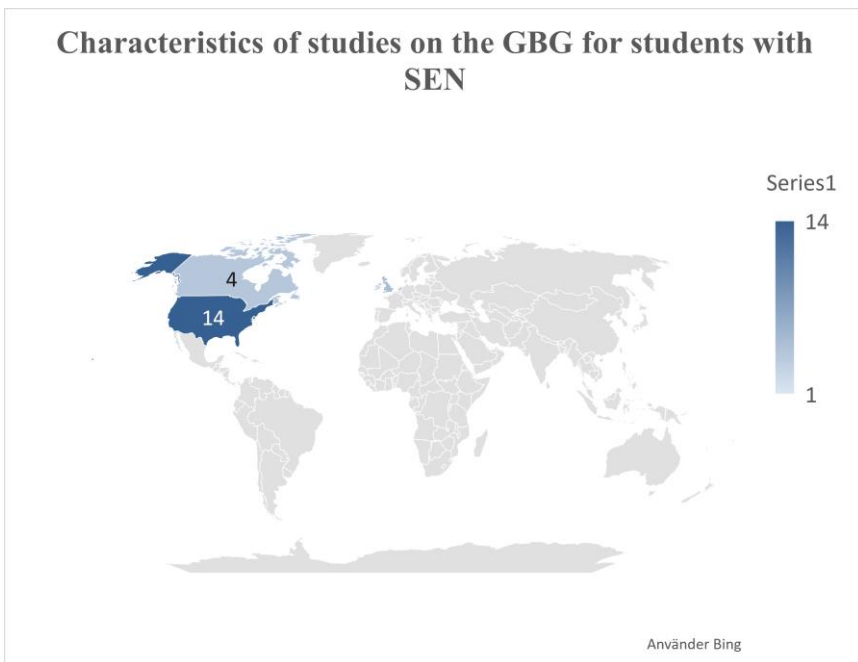 Characteristics of studies on the GBG for students with
SEN
Series1
14
1
4
14
Använder Bing